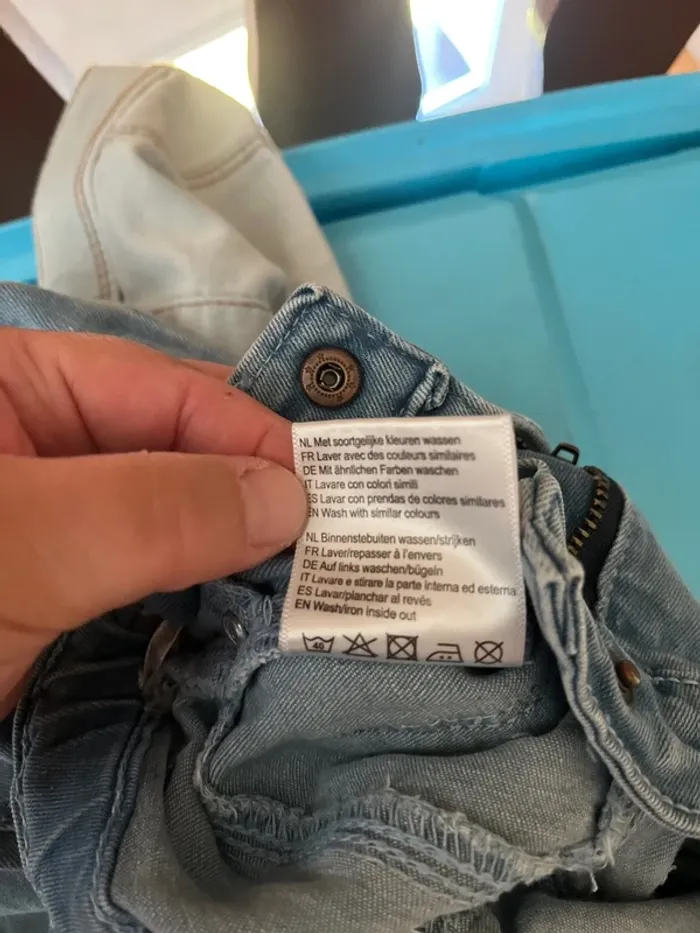 NL Met soortgelijke kleuren wassen
FR Laver avec des couleurs similaires
DE Mit ähnlichen Farben waschen
IT Lavare con colori simili
ES Lavar con prendas de colores similares
EN Wash with similar colours
NL Binnenstebuiten wassen/strijken
FR Laver/repasser à l'envers
DE Auf links waschen/bügeln
IT Lavare e stirare la parte interna ed esterna
ES Lavar/planchar al revés
EN Wash/iron inside out
40